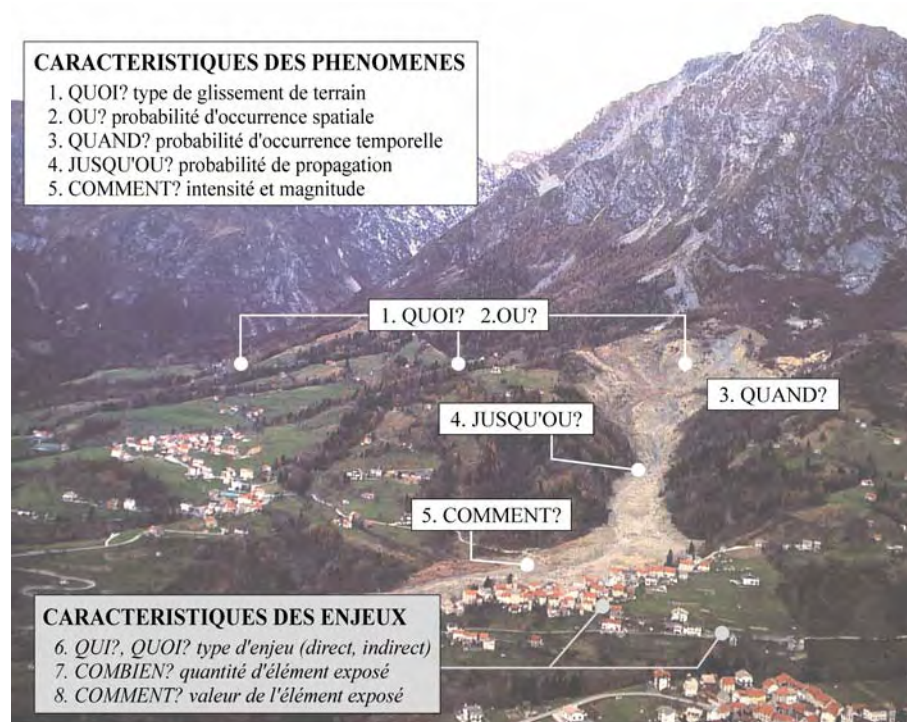 CARACTERISTIQUES DES PHENOMENES
1. QUOI? type de glissement de terrain
2. OU? probabilité d'occurrence spatiale
3. QUAND? probabilité d'occurrence temporelle
4. JUSQU'OU? probabilité de propagation
5. COMMENT? intensité et magnitude
1. QUOI? 2.OU?
3. QUAND?
4. JUSQU'OU?
5. COMMENT?
CARACTERISTIQUES DES ENJEUX
6. QUI?, QUOI? type d'enjeu (direct, indirect)
7. COMBIEN? quantité d'élément exposé
8. COMMENT? valeur de l'élément exposé